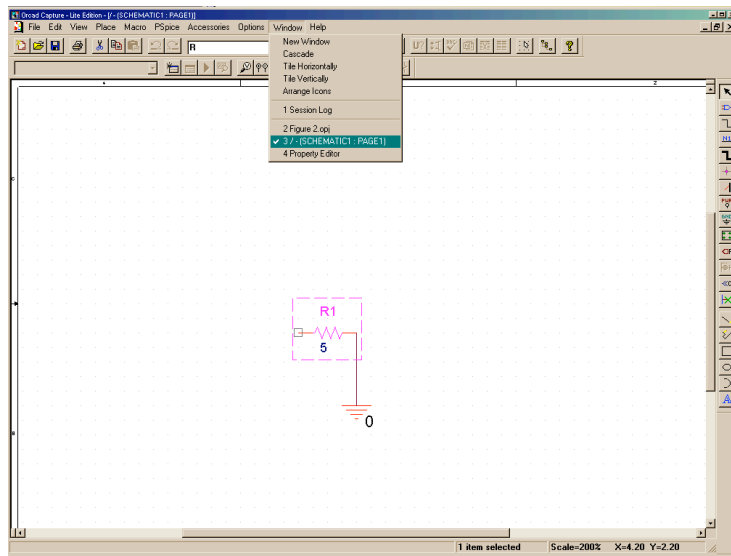 Orcad Capture - Lite Edition - [/ - (SCHEMATIC1 : PAGE1)]
File Edit View Place Macro PSpice Accessories Options Window Help
R
U?
New Window
Cascade
Tile Horizontally
Tile Vertically
Arrange Icons
1 Session Log
2 Figure 2.opj
3 / - (SCHEMATIC1 : PAGE1)
4 Property Editor
2
C
R1
5
0
B
1 item selected Scale=200% X=4.20 Y=2.20